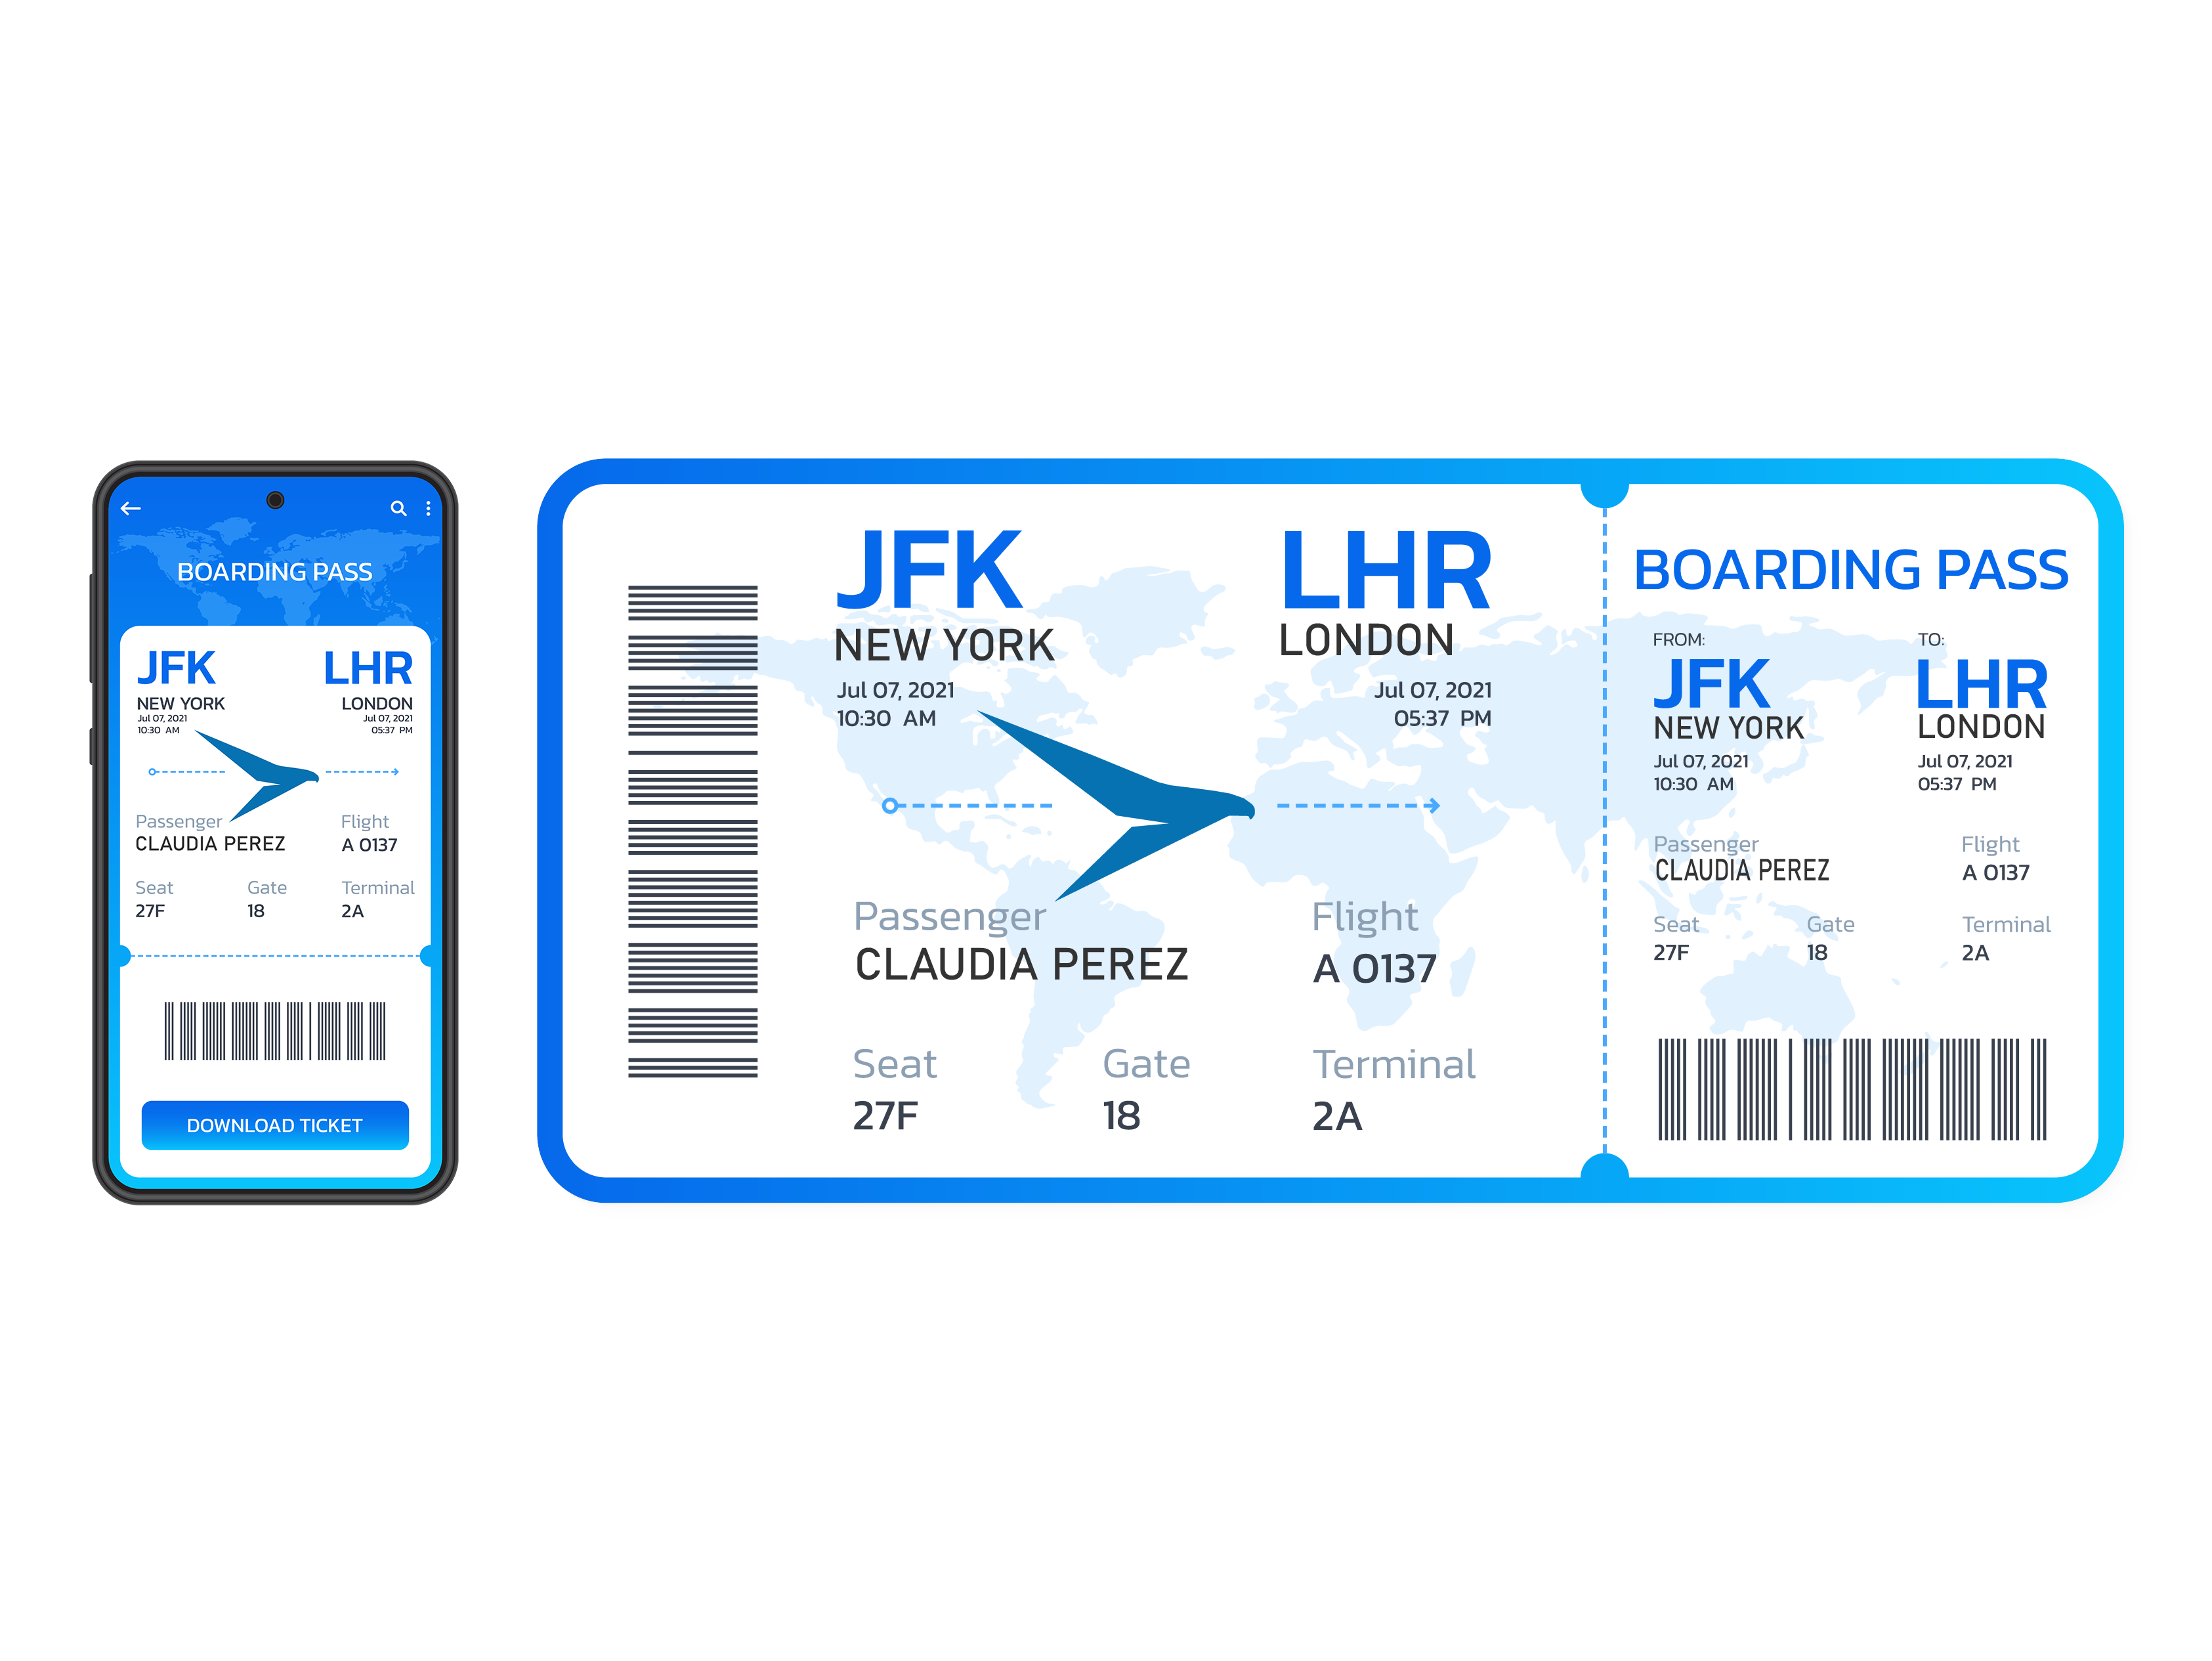 BOARDING PASS
JFK LHR
NEW YORK LONDON
Jul 07, 2021 Jul 07, 2021
10:30 AM 05:37 PM
Passenger Flight
CLAUDIA PEREZ A 0137
Seat Gate Terminal
27F 18 2A
DOWNLOAD TICKET
JFK LHR
NEW YORK LONDON
Jul 07, 2021 Jul 07, 2021
10:30 AM 05:37 PM
Passenger Flight
CLAUDIA PEREZ A 0137
Seat Gate Terminal
27F 18 2A
BOARDING PASS
FROM: TO:
JFK LHR
NEW YORK LONDON
Jul 07, 2021 Jul 07, 2021
10:30 AM 05:37 PM
Passenger Flight
CLAUDIA PEREZ A 0137
Seat Gate Terminal
27F 18 2A